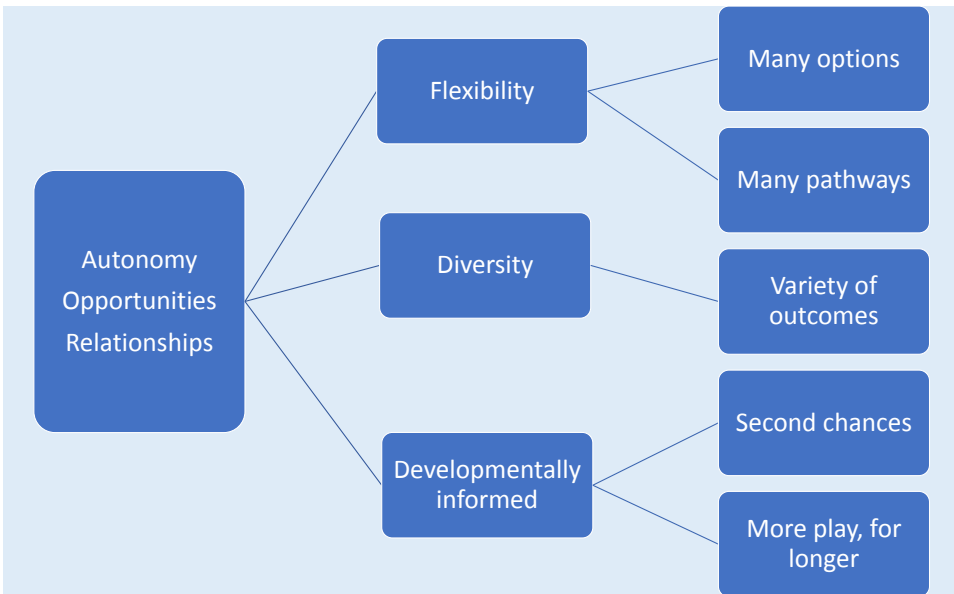 Autonomy
Opportunities
Relationships
Flexibility
Many options
Many pathways
Diversity
Variety of
outcomes
Developmentally
informed
Second chances
More play, for
longer